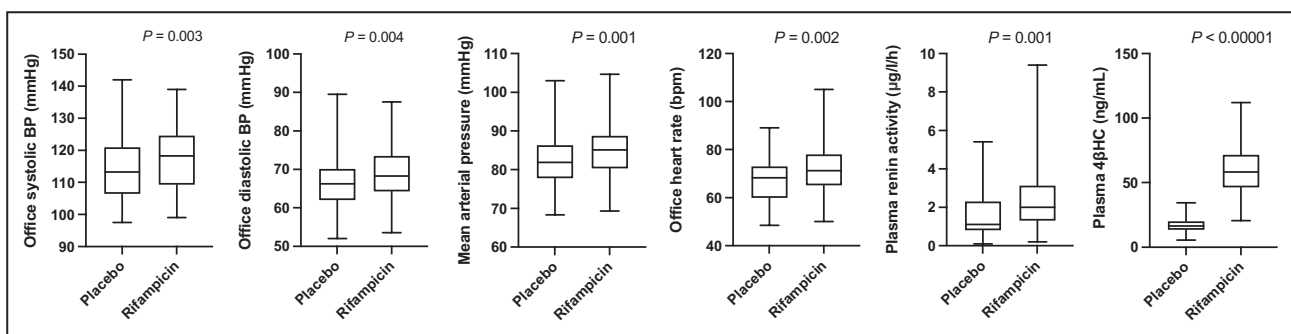 P = 0.003
Office systolic BP (mmHg)
150
140
130
120
110
100
90
Placebo
Rifampicin
P = 0.004
Office diastolic BP (mmHg)
100
90
80
70
60
50
Placebo
Rifampicin
P = 0.001
Mean arterial pressure (mmHg)
110
100
90
80
70
60
Placebo
Rifampicin
P = 0.002
Office heart rate (bpm)
120
100
80
60
40
Placebo
Rifampicin
P = 0.001
Plasma renin activity (μg/l/h)
10
8
6
4
2
0
Placebo
Rifampicin
P < 0.00001
Plasma 4βHC (ng/mL)
150
100
50
0
Placebo
Rifampicin